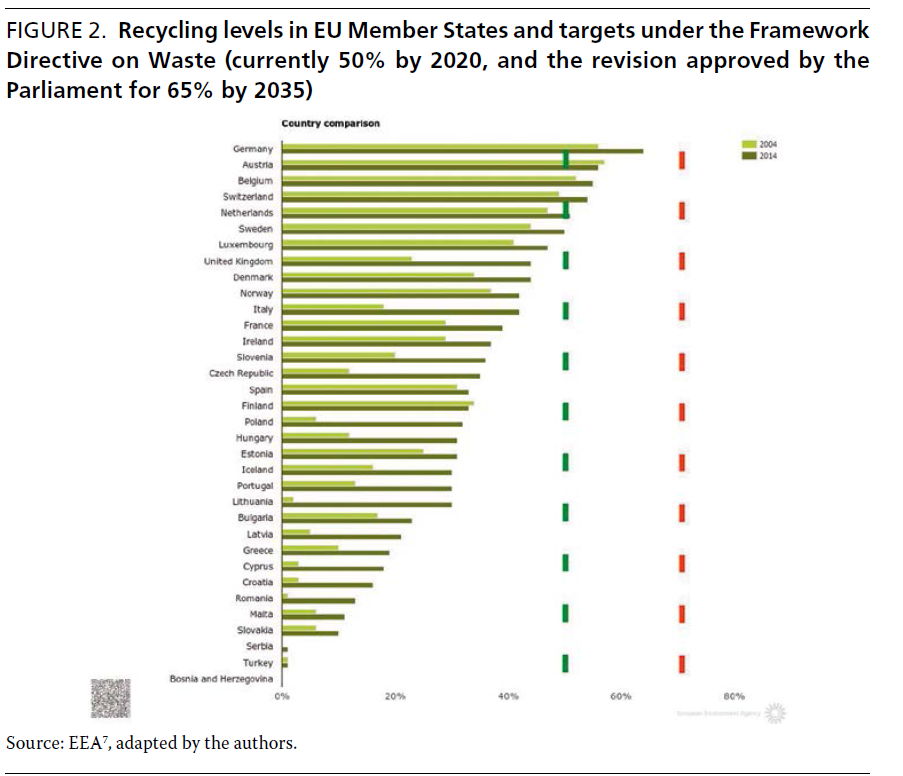 FIGURE 2. Recycling levels in EU Member States and targets under the Framework
Directive on Waste (currently 50% by 2020, and the revision approved by the
Parliament for 65% by 2035)
Country comparison
2004
2014
Germany
Austria
Belgium
Switzerland
Netherlands
Sweden
Luxembourg
United Kingdom
Denmark
Norway
Italy
France
Ireland
Slovenia
Czech Republic
Spain
Finland
Poland
Hungary
Estonia
Iceland
Portugal
Lithuania
Bulgaria
Latvia
Greece
Cyprus
Croatia
Romania
Malta
Slovakia
Serbia
Turkey
Bosnia and Herzegovina
0% 20% 40% 60% 80%
European Environment Agency
Source: EEA⁷, adapted by the authors.